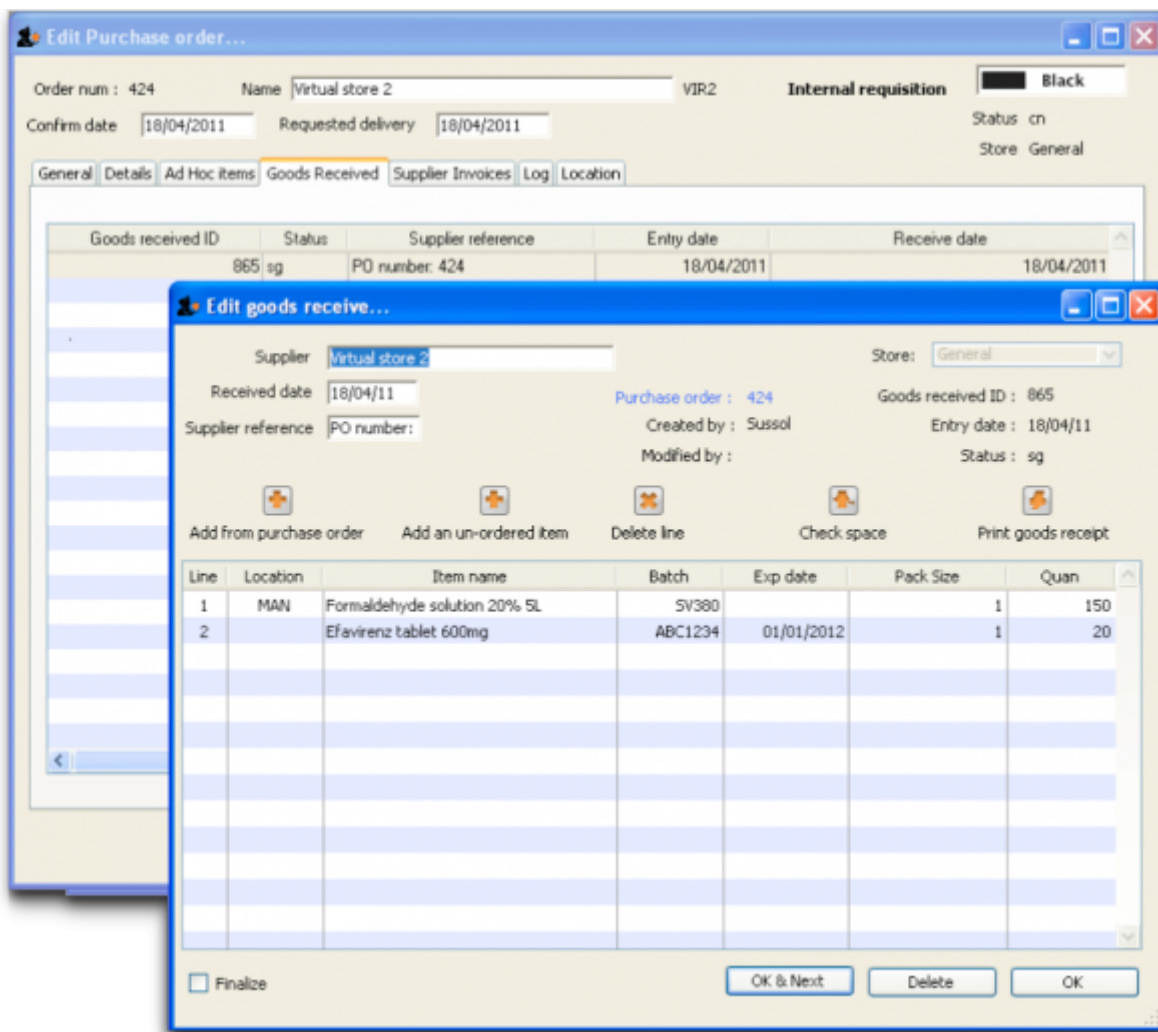 Edit Purchase order...
Order num : 424 Name Virtual store 2 VIR2 Internal requisition Black
Confirm date 18/04/2011 Requested delivery 18/04/2011 Status cn
Store General
General Details Ad Hoc items Goods Received Supplier Invoices Log Location
Goods received ID Status Supplier reference Entry date Receive date
865 sg PO number: 424 18/04/2011 18/04/2011
Edit goods receive...
Supplier Virtual store 2 Store: General
Received date 18/04/11 Purchase order : 424 Goods received ID : 865
Supplier reference PO number: Created by : Sussol Entry date : 18/04/11
Modified by : Status : sg
Add from purchase order Add an un-ordered item Delete line Check space Print goods receipt
Line Location Item name Batch Exp date Pack Size Quan
1 MAN Formaldehyde solution 20% 5L SV380 1 150
2 Efavirenz tablet 600mg ABC1234 01/01/2012 1 20
Finalize OK & Next Delete OK